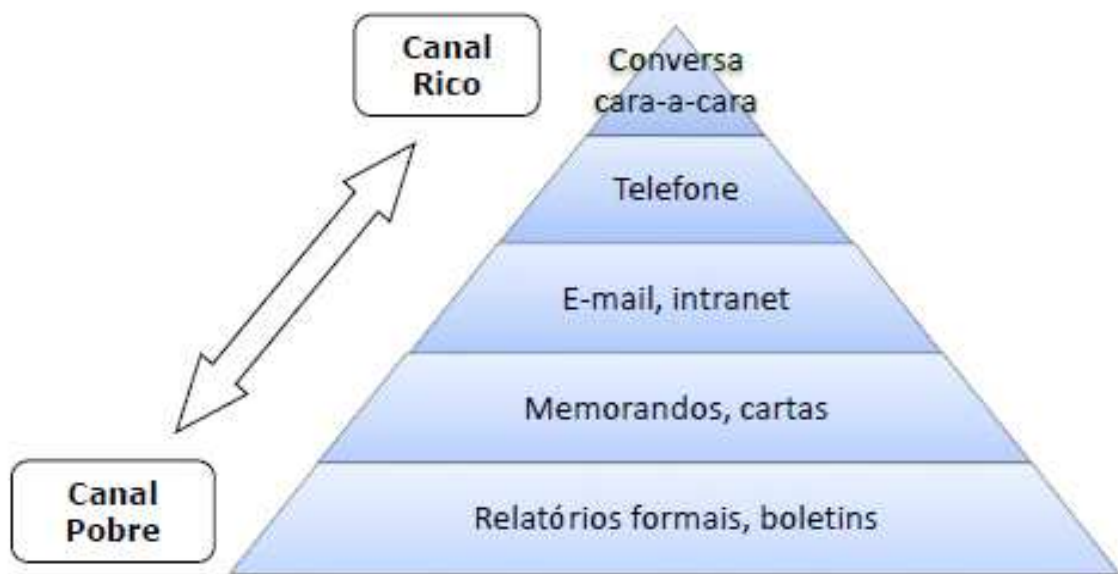 Canal
Rico
Conversa
cara-a-cara
Telefone
E-mail, intranet
Memorandos, cartas
Canal
Pobre
Relatórios formais, boletins